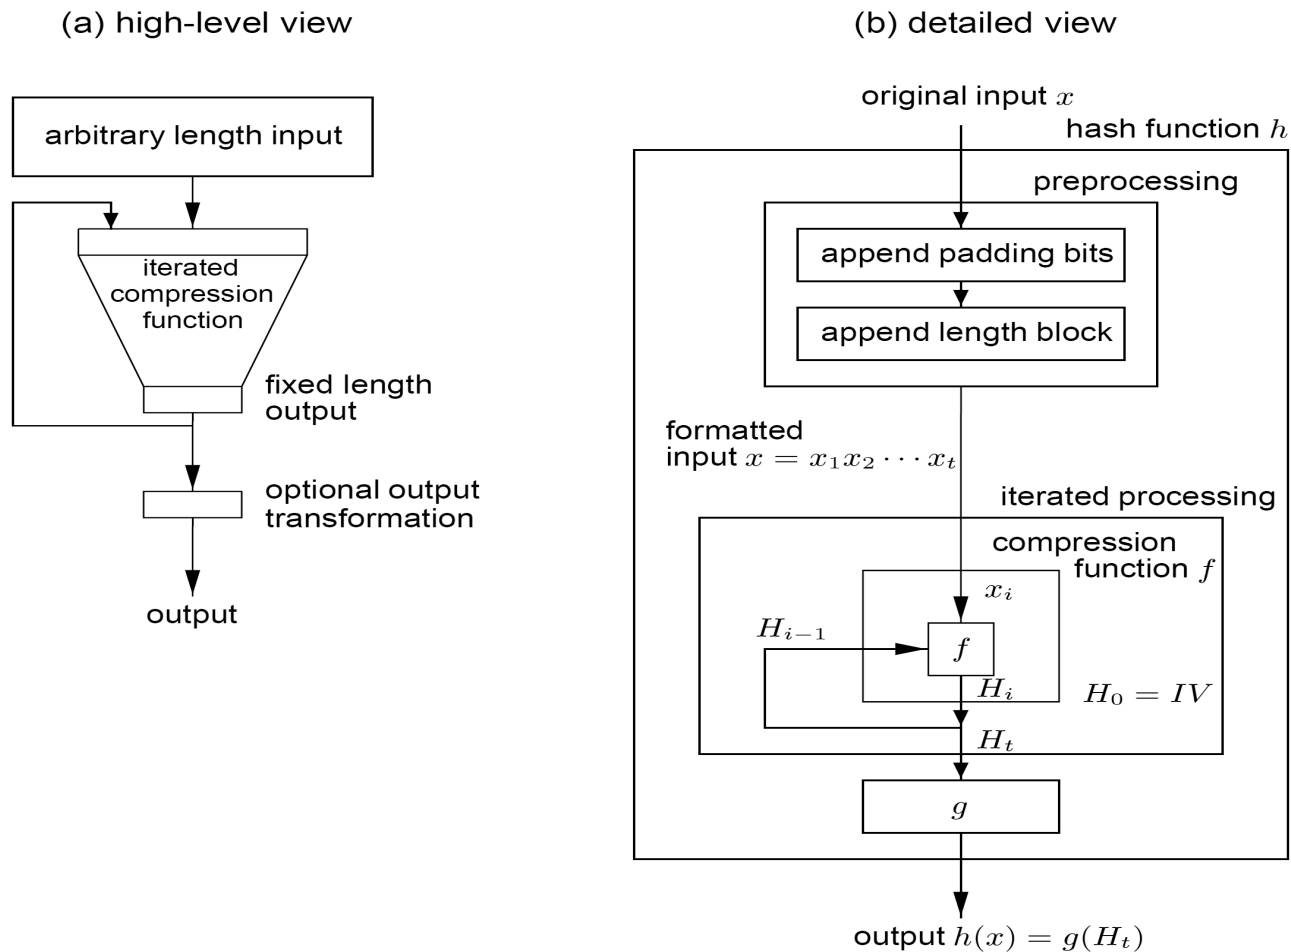 (a) high-level view
arbitrary length input
iterated
compression
function
fixed length
output
optional output
transformation
output
(b) detailed view
original input x
hash function h
preprocessing
append padding bits
append length block
formatted
input x = x₁x₂ ⋯ xₜ
iterated processing
compression
function f
xᵢ
Hᵢ₋₁
f
Hᵢ
H₀ = IV
Hₜ
g
output h(x) = g(Hₜ)